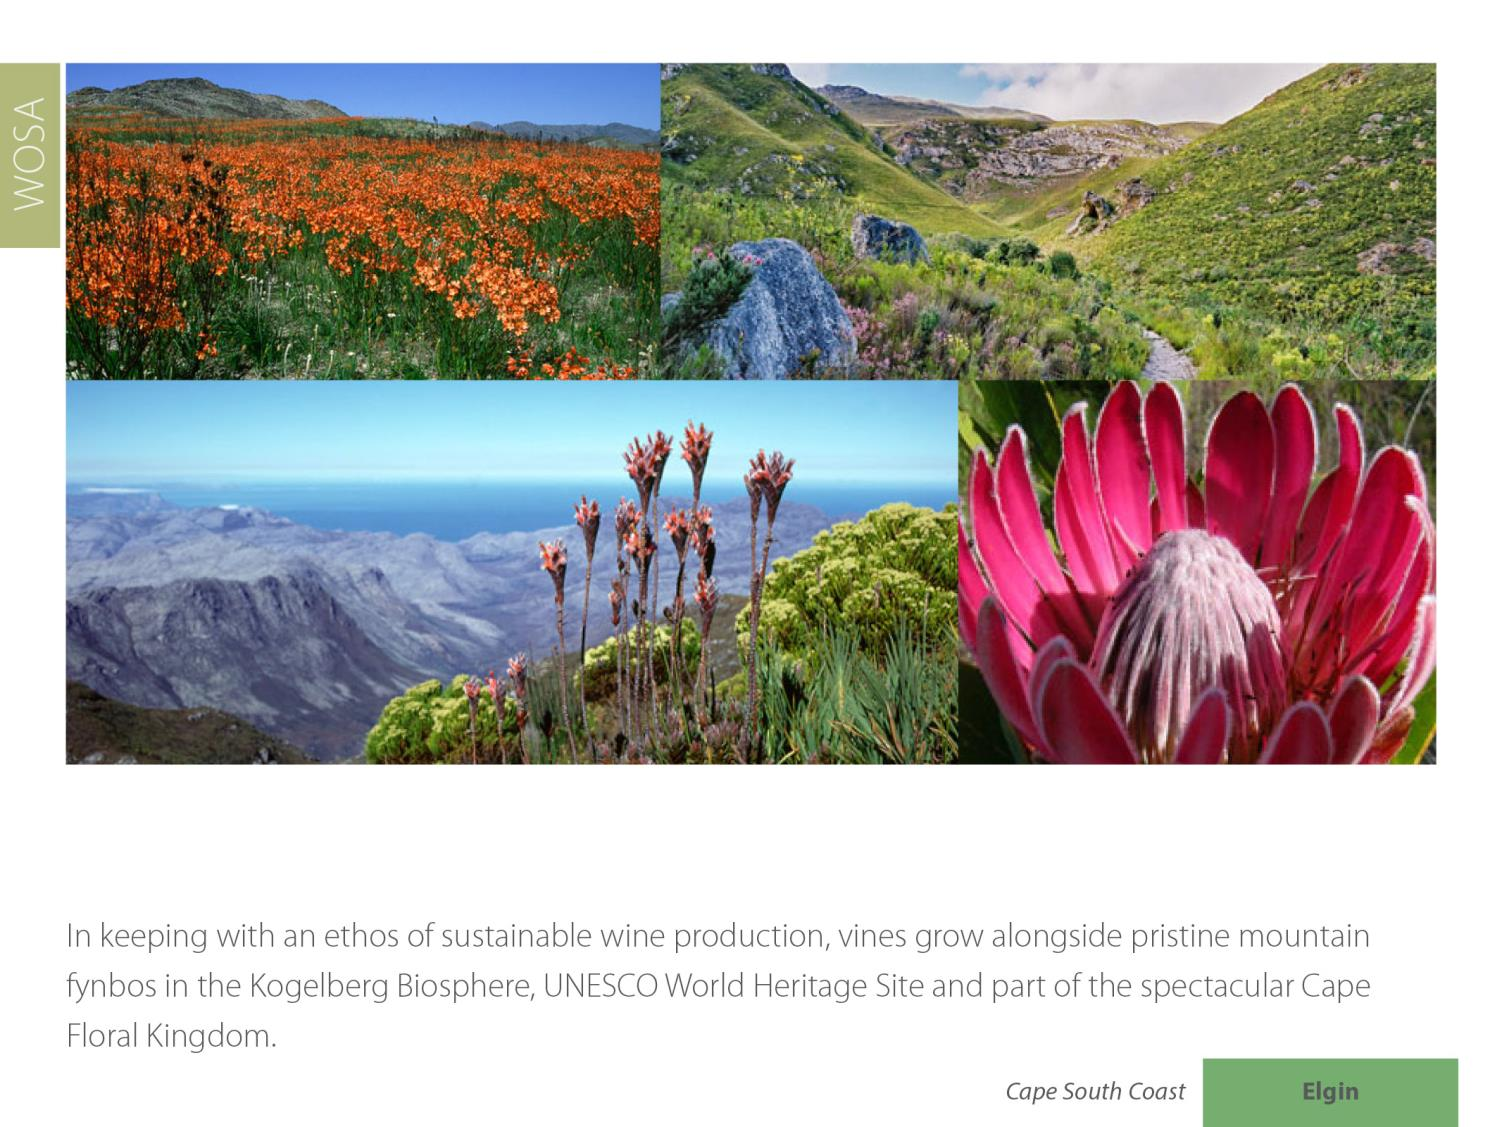 WOSA
In keeping with an ethos of sustainable wine production, vines grow alongside pristine mountain
fynbos in the Kogelberg Biosphere, UNESCO World Heritage Site and part of the spectacular Cape
Floral Kingdom.
Cape South Coast
Elgin